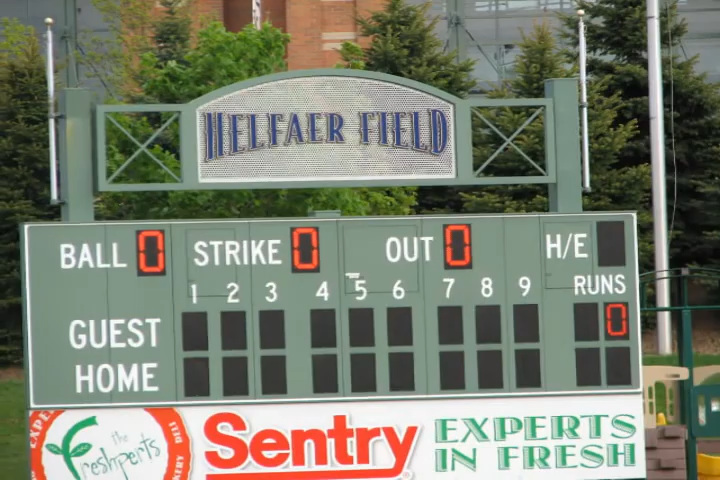 HELFAER FIELD
BALL 0 STRIKE 0 OUT 0 H/E
1 2 3 4 5 6 7 8 9 RUNS
GUEST 0
HOME
the Freshperts
Sentry
EXPERTS
IN FRESH